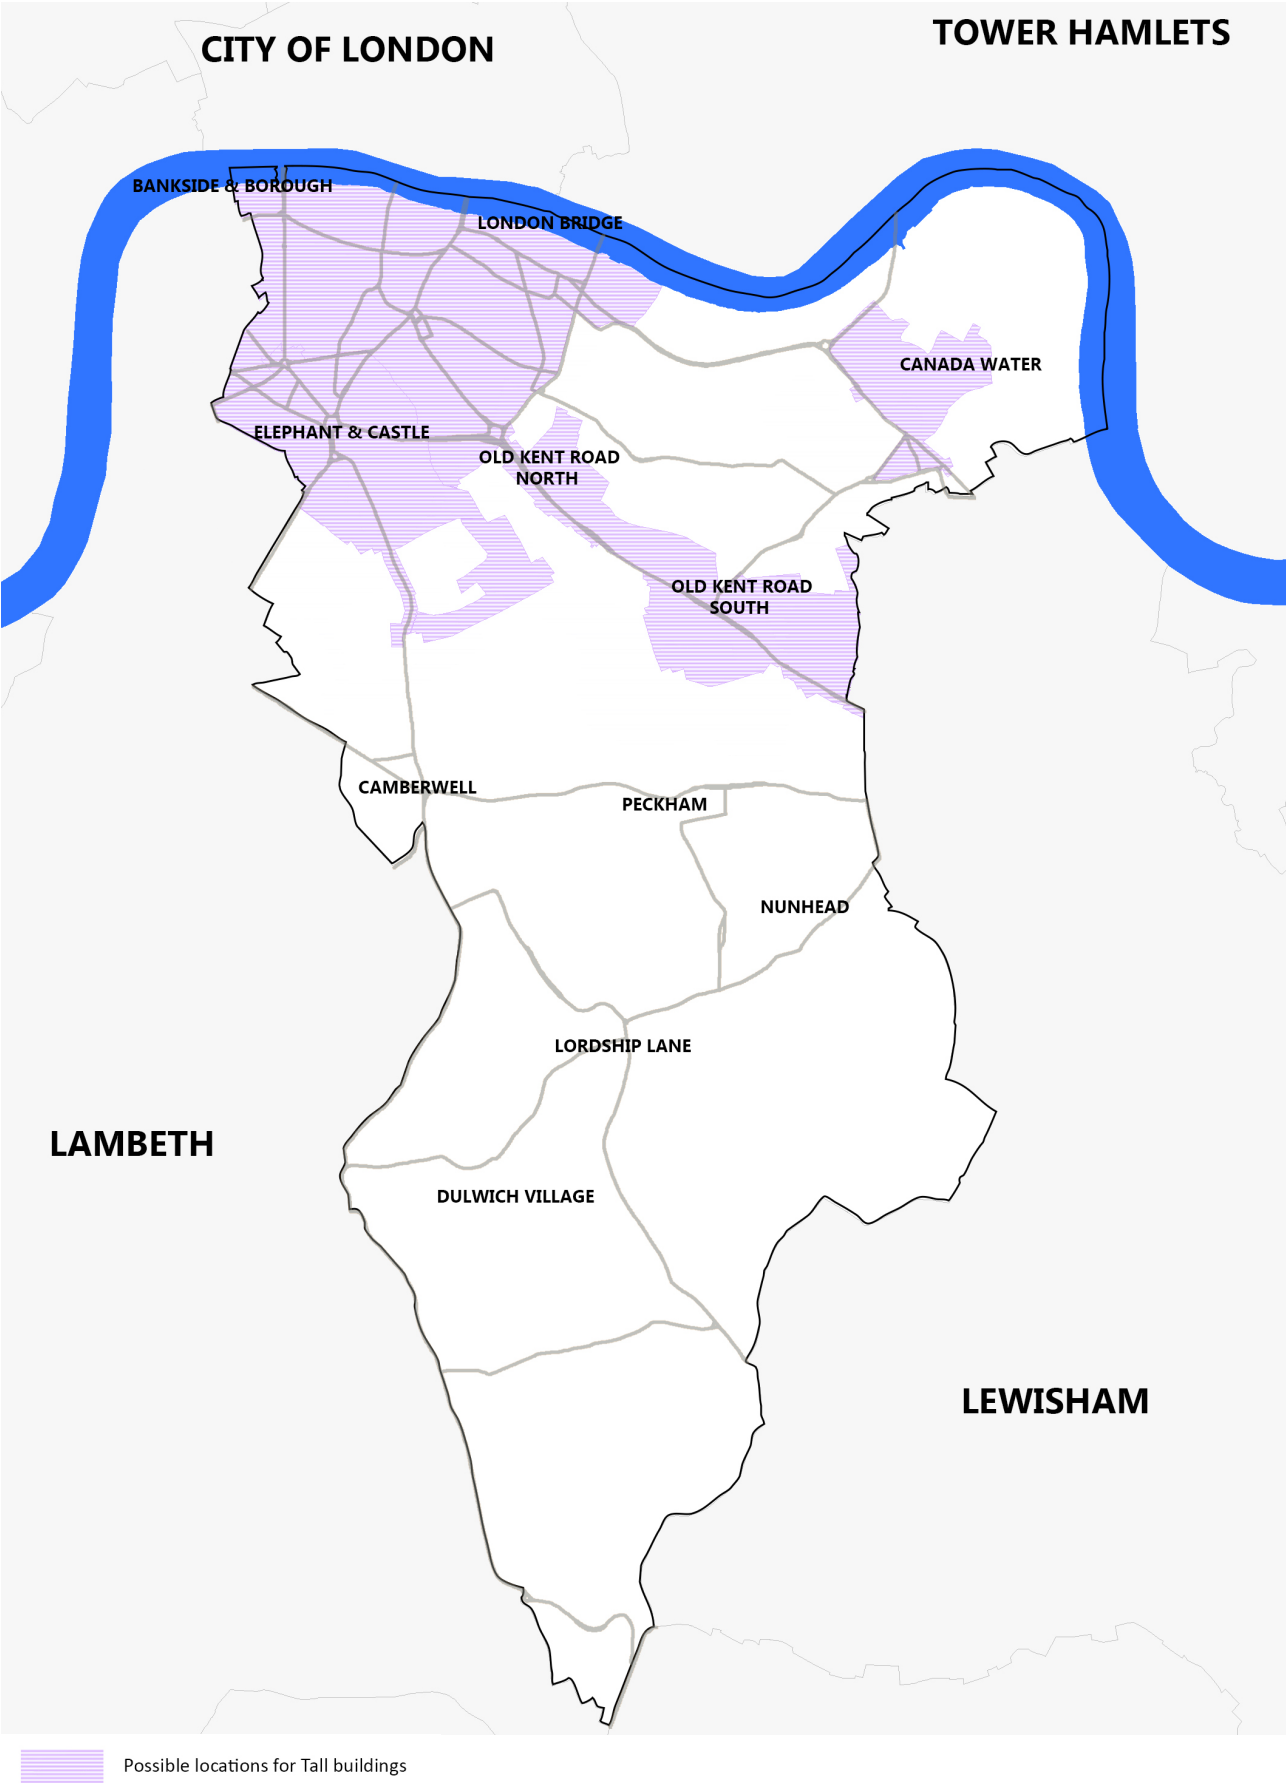 TOWER HAMLETS
CITY OF LONDON
BANKSIDE & BOROUGH
LONDON BRIDGE
CANADA WATER
ELEPHANT & CASTLE
OLD KENT ROAD
NORTH
OLD KENT ROAD
SOUTH
CAMBERWELL
PECKHAM
NUNHEAD
LORDSHIP LANE
LAMBETH
DULWICH VILLAGE
LEWISHAM
Possible locations for Tall buildings